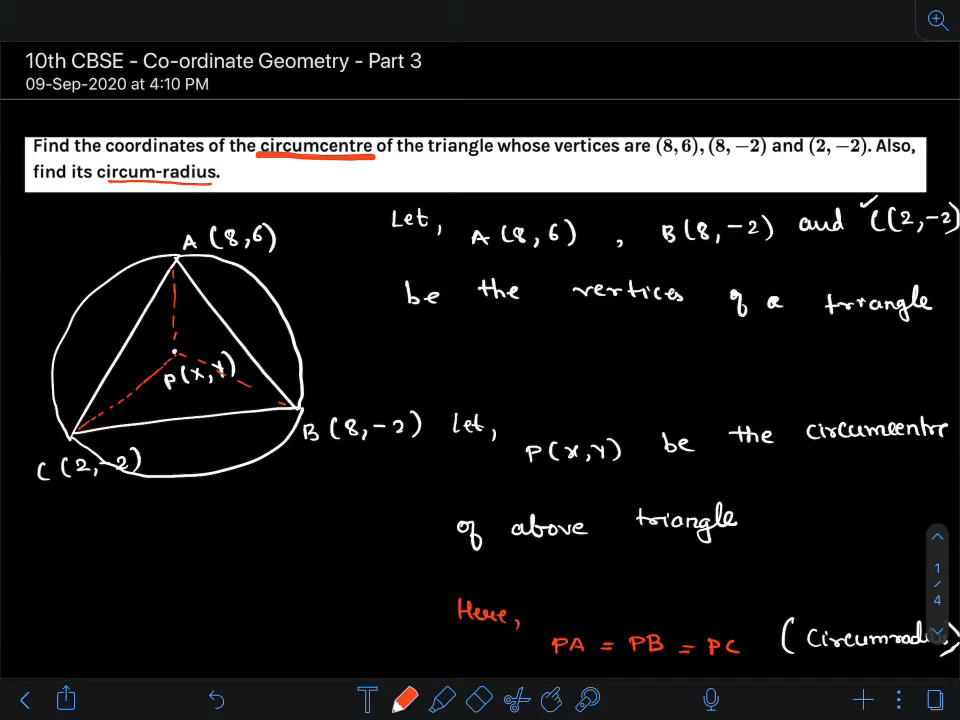 10th CBSE - Co-ordinate Geometry - Part 3
09-Sep-2020 at 4:10 PM
Find the coordinates of the circumcentre of the triangle whose vertices are (8, 6), (8, −2) and (2, −2). Also,
find its circum-radius.
Let, A (8, 6) , B (8, -2) and C (2, -2)
be the vertices of a triangle
A (8, 6)
P(x, y)
B (8, -2)
C (2, -2)
Let, P(x, y) be the circumcentre
of above triangle
Here,
PA = PB = PC (Circumradius)
1
/
4
T